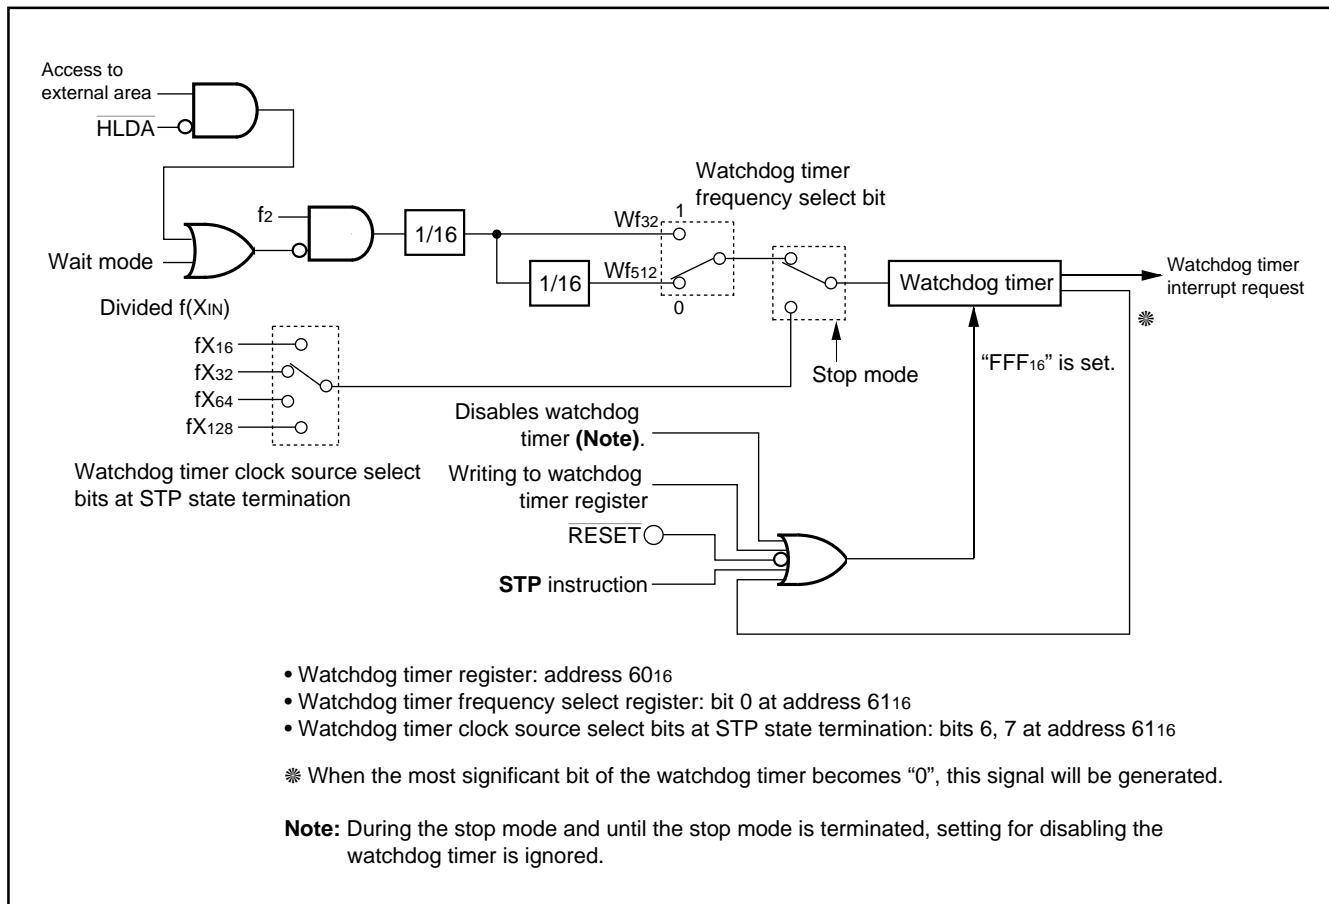 Access to
external area
HLDA
Wait mode
f2
1/16
1/16
Wf32
Wf512
Watchdog timer
frequency select bit
1
0
Watchdog timer
Watchdog timer
interrupt request
❋
"FFF16" is set.
Stop mode
Divided f(XIN)
fX16
fX32
fX64
fX128
Watchdog timer clock source select
bits at STP state termination
Disables watchdog
timer (Note).
Writing to watchdog
timer register
RESET
STP instruction
• Watchdog timer register: address 6016
• Watchdog timer frequency select register: bit 0 at address 6116
• Watchdog timer clock source select bits at STP state termination: bits 6, 7 at address 6116
❋ When the most significant bit of the watchdog timer becomes “0”, this signal will be generated.
Note: During the stop mode and until the stop mode is terminated, setting for disabling the
watchdog timer is ignored.